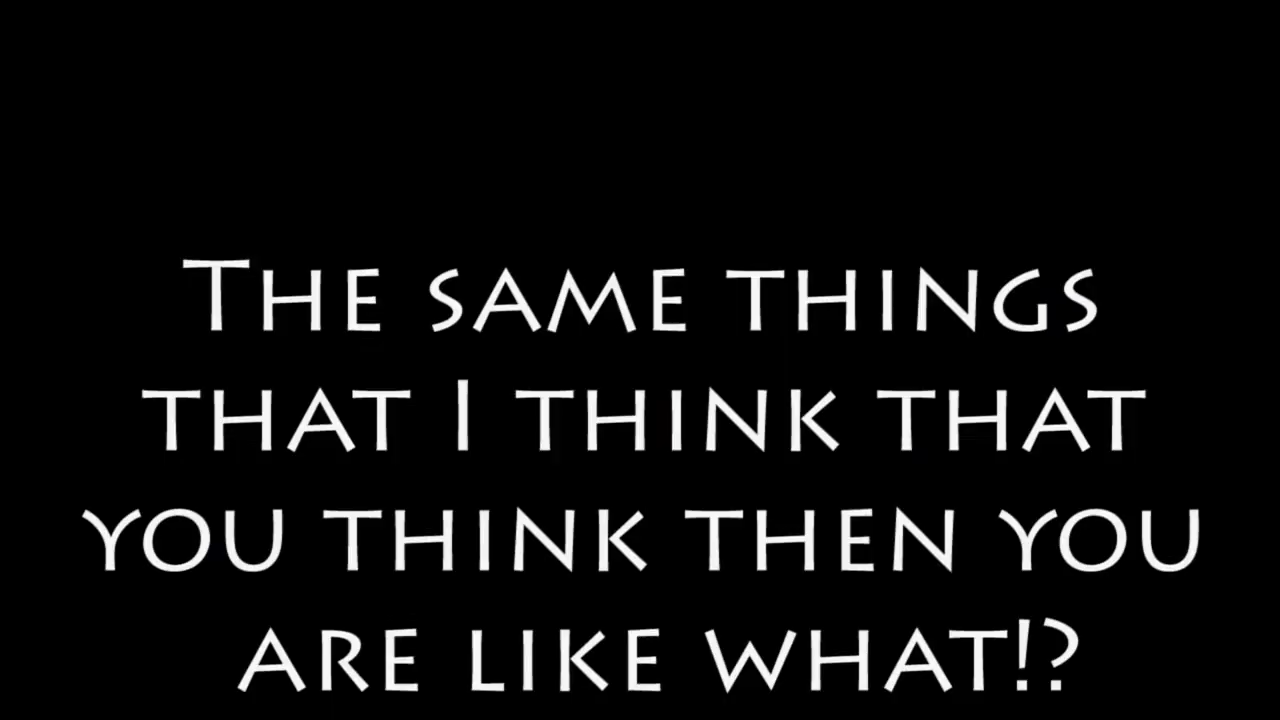 The same things
that I think that
you think then you
are like what!?